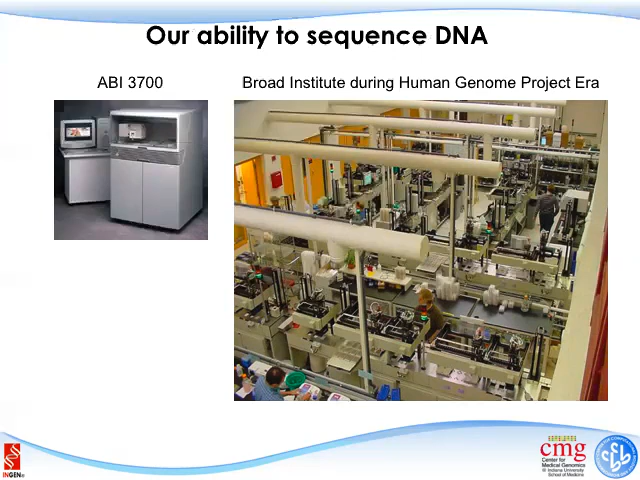 Our ability to sequence DNA
ABI 3700
Broad Institute during Human Genome Project Era
INGEN
cmg
Center for
Medical Genomics
Indiana University
School of Medicine